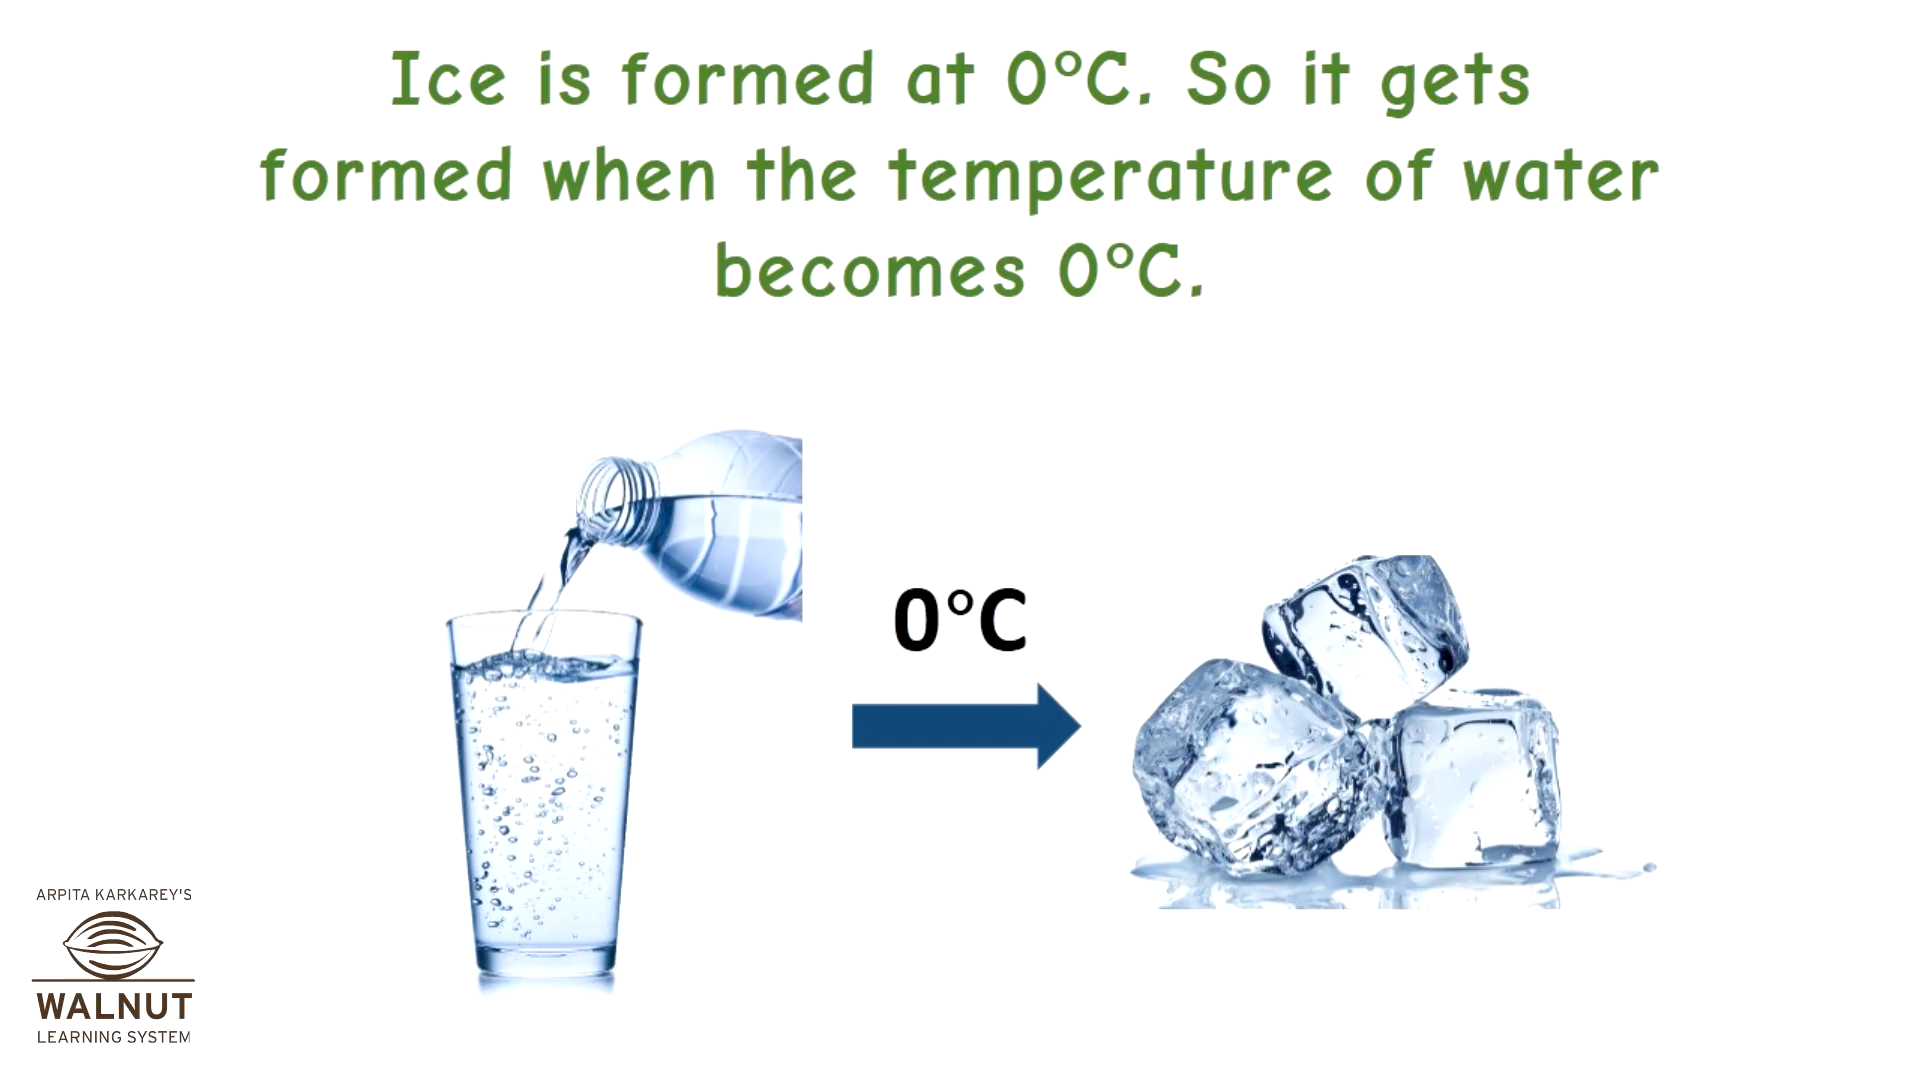 Ice is formed at 0°C. So it gets
formed when the temperature of water
becomes 0°C.
0°C
ARPITA KARKAREY'S
WALNUT
LEARNING SYSTEM